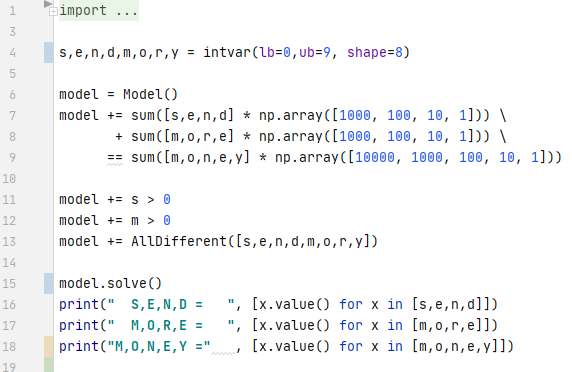 1 import ...
3
4 s,e,n,d,m,o,r,y = intvar(lb=0,ub=9, shape=8)
5
6 model = Model()
7 model += sum([s,e,n,d] * np.array([1000, 100, 10, 1])) \
8 + sum([m,o,r,e] * np.array([1000, 100, 10, 1])) \
9 == sum([m,o,n,e,y] * np.array([10000, 1000, 100, 10, 1]))
10
11 model += s > 0
12 model += m > 0
13 model += AllDifferent([s,e,n,d,m,o,r,y])
14
15 model.solve()
16 print("  S,E,N,D =   ", [x.value() for x in [s,e,n,d]])
17 print("  M,O,R,E =   ", [x.value() for x in [m,o,r,e]])
18 print("M,O,N,E,Y ="   , [x.value() for x in [m,o,n,e,y]])
19